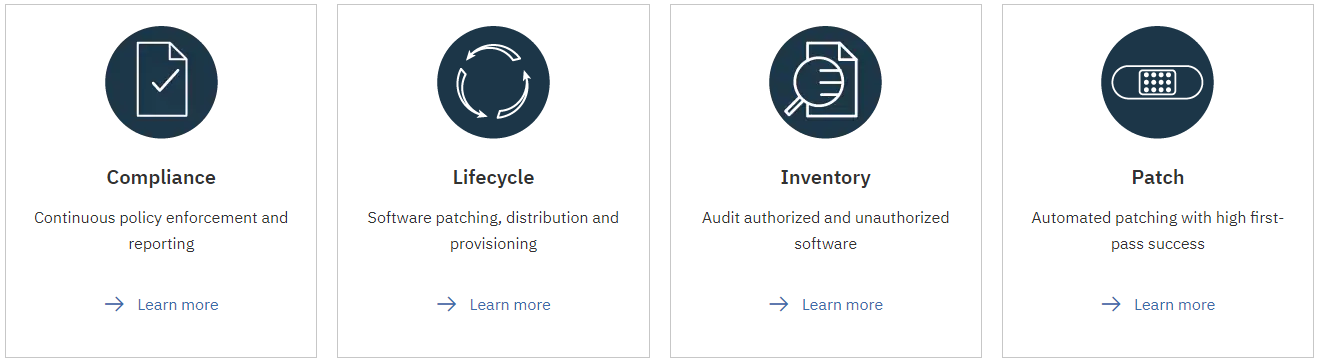 Compliance
Continuous policy enforcement and
reporting
Learn more
Lifecycle
Software patching, distribution and
provisioning
Learn more
Inventory
Audit authorized and unauthorized
software
Learn more
Patch
Automated patching with high first-
pass success
Learn more